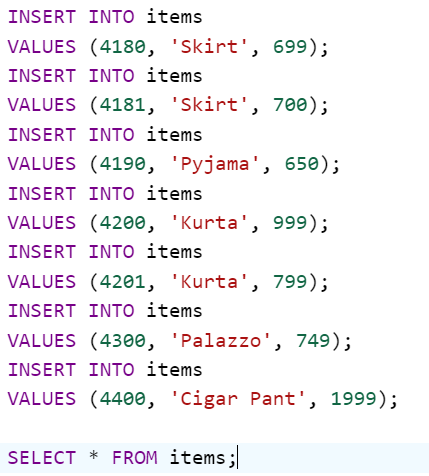 INSERT INTO items
VALUES (4180, 'Skirt', 699);
INSERT INTO items
VALUES (4181, 'Skirt', 700);
INSERT INTO items
VALUES (4190, 'Pyjama', 650);
INSERT INTO items
VALUES (4200, 'Kurta', 999);
INSERT INTO items
VALUES (4201, 'Kurta', 799);
INSERT INTO items
VALUES (4300, 'Palazzo', 749);
INSERT INTO items
VALUES (4400, 'Cigar Pant', 1999);
SELECT * FROM items;